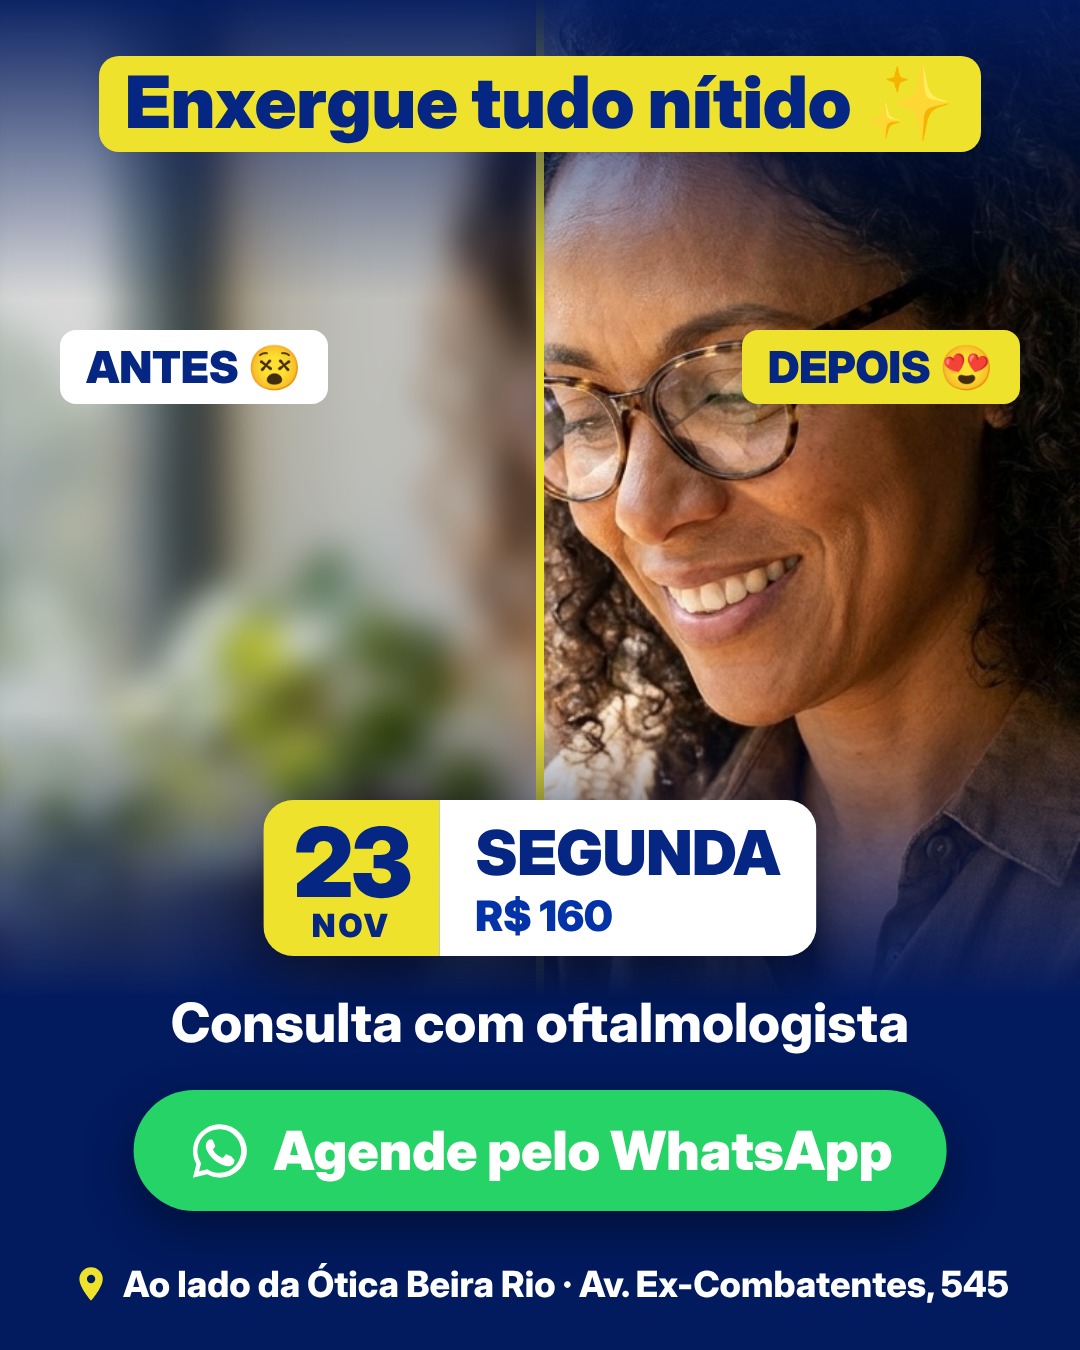 Enxergue tudo nítido ✨
ANTES 😵
DEPOIS 😍
23
NOV
SEGUNDA
R$ 160
Consulta com oftalmologista
Agende pelo WhatsApp
Ao lado da Ótica Beira Rio · Av. Ex-Combatentes, 545